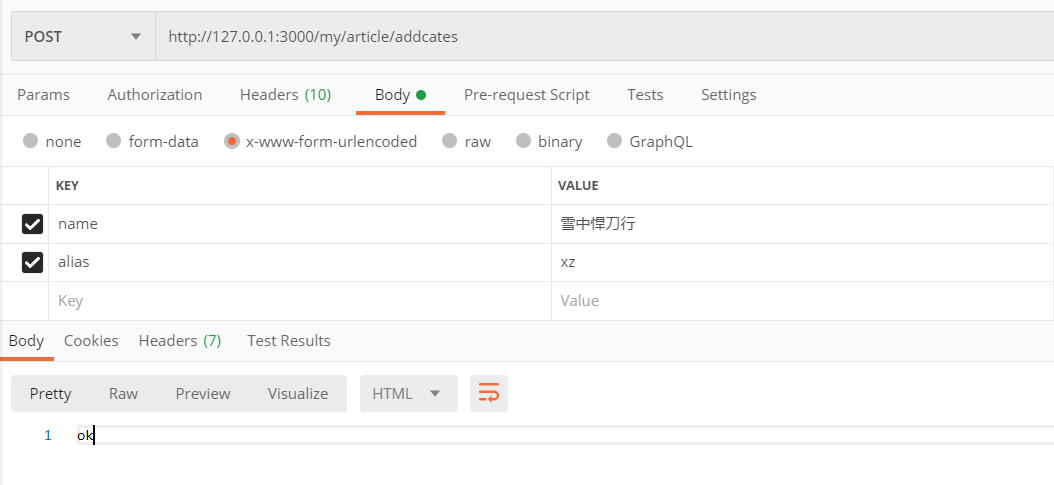 POST http://127.0.0.1:3000/my/article/addcates
Params Authorization Headers (10) Body Pre-request Script Tests Settings
none form-data x-www-form-urlencoded raw binary GraphQL
KEY VALUE
name 雪中悍刀行
alias xz
Key Value
Body Cookies Headers (7) Test Results
Pretty Raw Preview Visualize HTML
1 ok